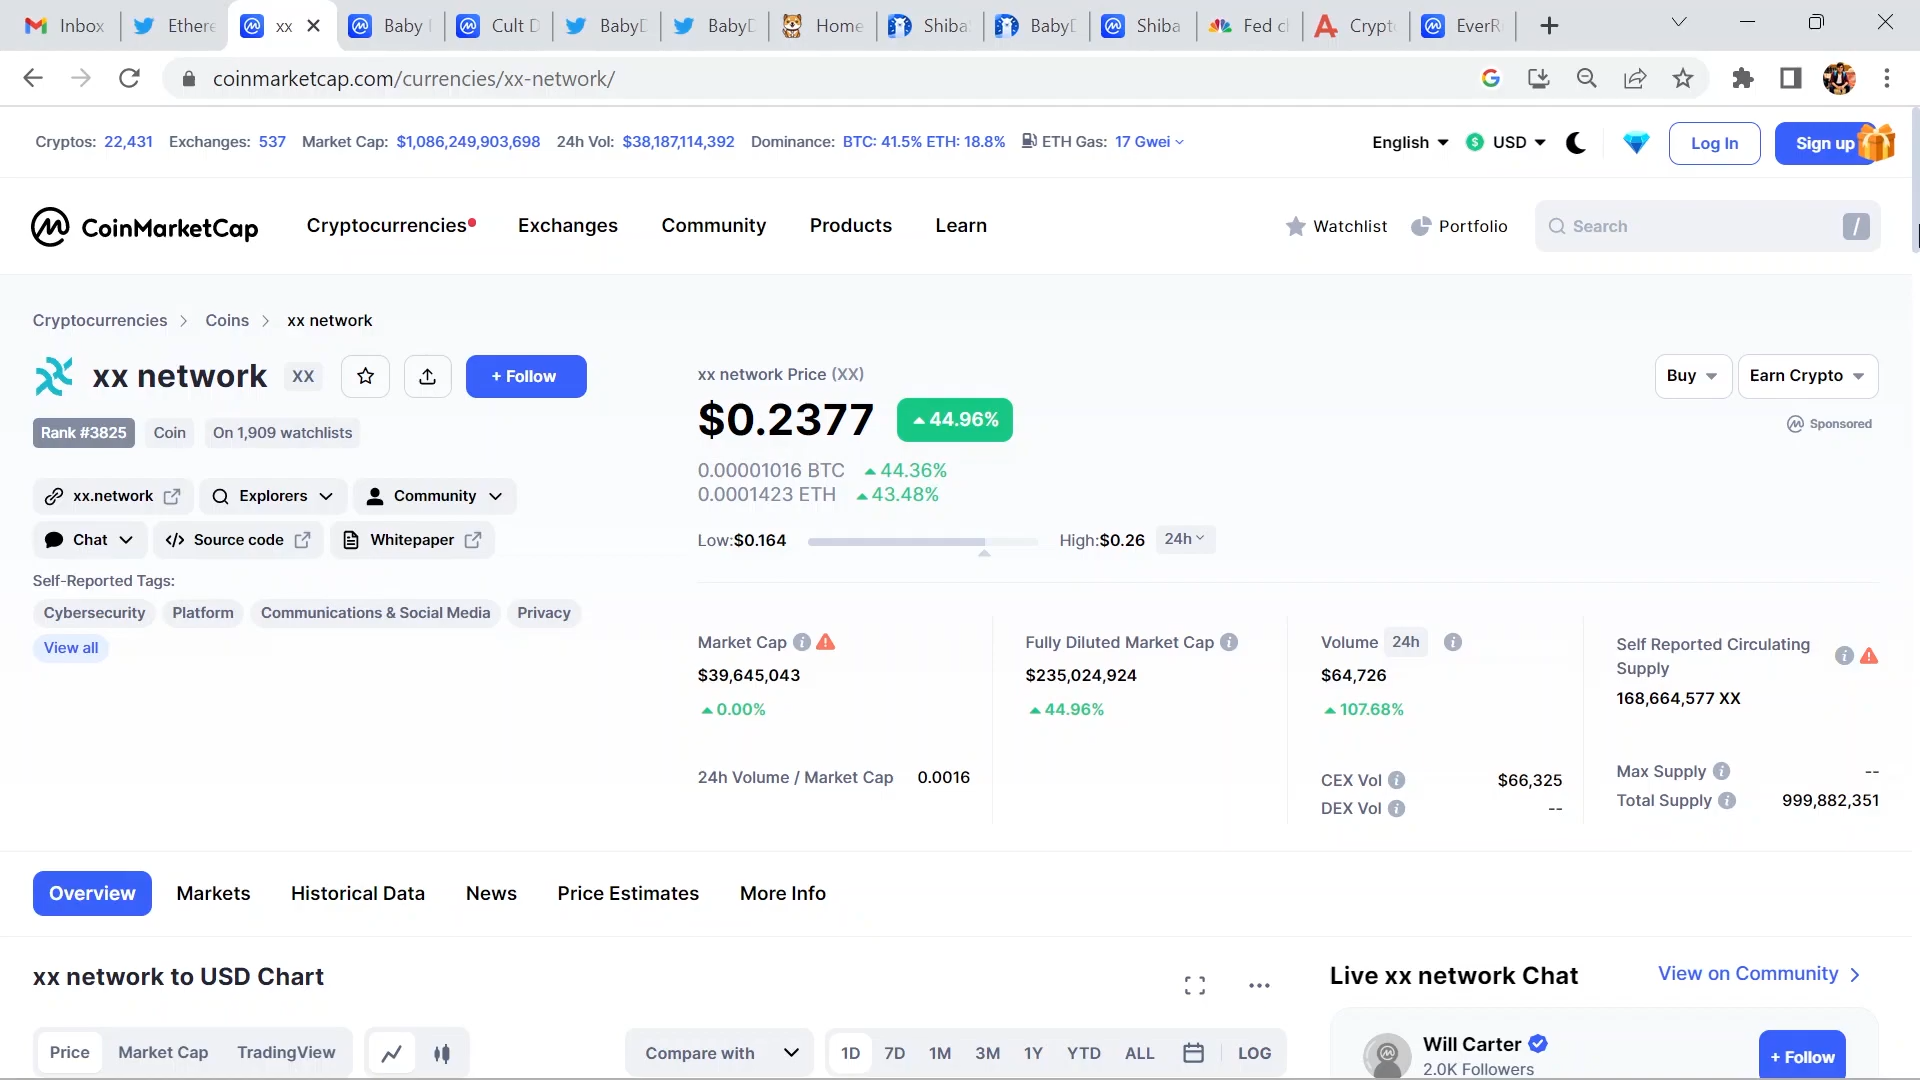 Inbox Ethere xx Baby Cult D BabyD BabyD Home Shiba BabyD Shiba Fed c Crypt EverR
coinmarketcap.com/currencies/xx-network/
Cryptos: 22,431 Exchanges: 537 Market Cap: $1,086,249,903,698 24h Vol: $38,187,114,392 Dominance: BTC: 41.5% ETH: 18.8% ETH Gas: 17 Gwei English USD Log In Sign up
CoinMarketCap Cryptocurrencies Exchanges Community Products Learn Watchlist Portfolio Search /
Cryptocurrencies > Coins > xx network
xx network XX + Follow
Rank #3825 Coin On 1,909 watchlists
xx.network Explorers Community
Chat Source code Whitepaper
Self-Reported Tags:
Cybersecurity Platform Communications & Social Media Privacy
View all
xx network Price (XX)
$0.2377 44.96%
0.00001016 BTC 44.36%
0.0001423 ETH 43.48%
Low:$0.164 High:$0.26 24h
Buy Earn Crypto
Sponsored
Market Cap
$39,645,043
0.00%
24h Volume / Market Cap 0.0016
Fully Diluted Market Cap
$235,024,924
44.96%
Volume 24h
$64,726
107.68%
CEX Vol $66,325
DEX Vol --
Self Reported Circulating
Supply
168,664,577 XX
Max Supply --
Total Supply 999,882,351
Overview Markets Historical Data News Price Estimates More Info
xx network to USD Chart
Price Market Cap TradingView Compare with 1D 7D 1M 3M 1Y YTD ALL LOG
Live xx network Chat View on Community >
Will Carter + Follow
2.0K Followers